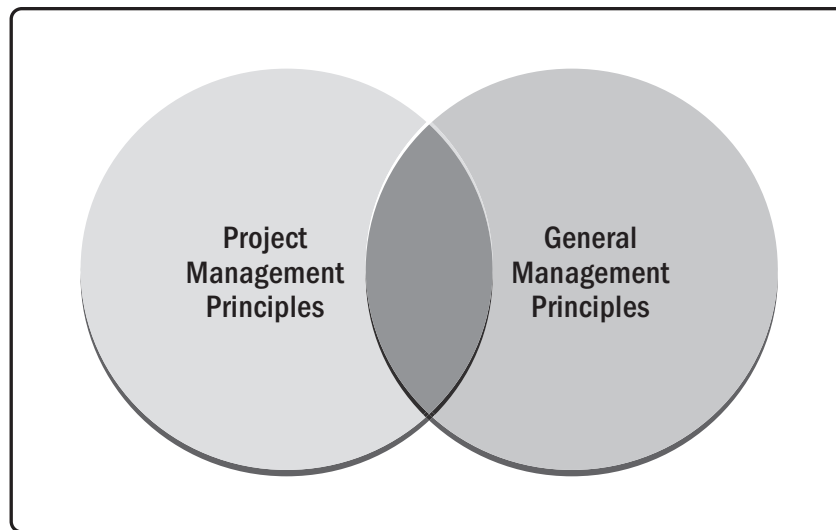 Project
Management
Principles
General
Management
Principles